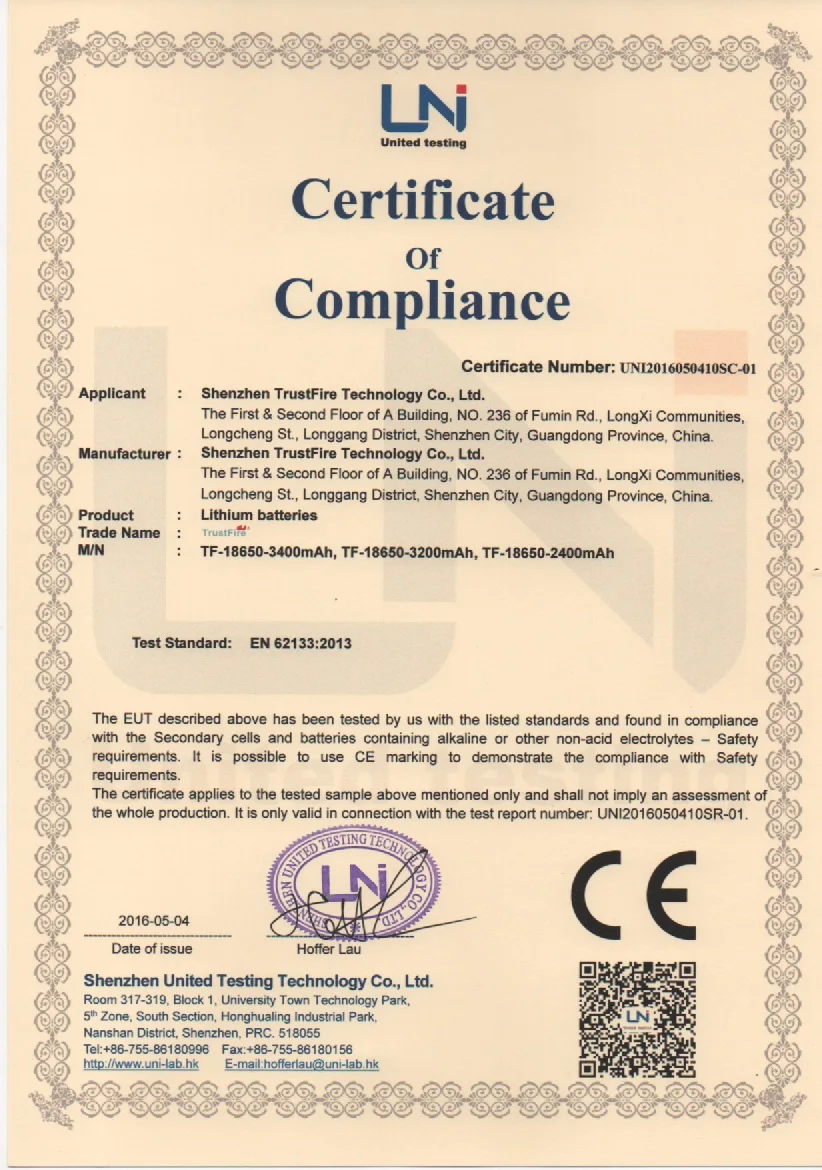 LNi
United testing
Certificate
Of
Compliance
Certificate Number: UNI2016050410SC-01
Applicant : Shenzhen TrustFire Technology Co., Ltd.
The First & Second Floor of A Building, NO. 236 of Fumin Rd., LongXi Communities,
Longcheng St., Longgang District, Shenzhen City, Guangdong Province, China.
Manufacturer : Shenzhen TrustFire Technology Co., Ltd.
The First & Second Floor of A Building, NO. 236 of Fumin Rd., LongXi Communities,
Longcheng St., Longgang District, Shenzhen City, Guangdong Province, China.
Product : Lithium batteries
Trade Name : TrustFire
M/N : TF-18650-3400mAh, TF-18650-3200mAh, TF-18650-2400mAh
Test Standard: EN 62133:2013
The EUT described above has been tested by us with the listed standards and found in compliance
with the Secondary cells and batteries containing alkaline or other non-acid electrolytes – Safety
requirements. It is possible to use CE marking to demonstrate the compliance with Safety
requirements.
The certificate applies to the tested sample above mentioned only and shall not imply an assessment of
the whole production. It is only valid in connection with the test report number: UNI2016050410SR-01.
SHENZHEN UNITED TESTING TECHNOLOGY CO., LTD
LNi
CE
2016-05-04
Date of issue
Hoffer Lau
Shenzhen United Testing Technology Co., Ltd.
Room 317-319, Block 1, University Town Technology Park,
5th Zone, South Section, Honghualing Industrial Park,
Nanshan District, Shenzhen, PRC. 518055
Tel:+86-755-86180996 Fax:+86-755-86180156
http://www.uni-lab.hk E-mail:hofferlau@uni-lab.hk
LNi